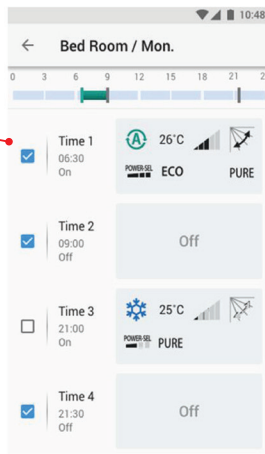 10:48
Bed Room / Mon.
0 3 6 9 12 15 18 21 2
Time 1
06:30
On
A 26°C
POWER-SEL ECO PURE
Time 2
09:00
Off
Off
Time 3
21:00
On
25°C
POWER-SEL PURE
Time 4
21:30
Off
Off